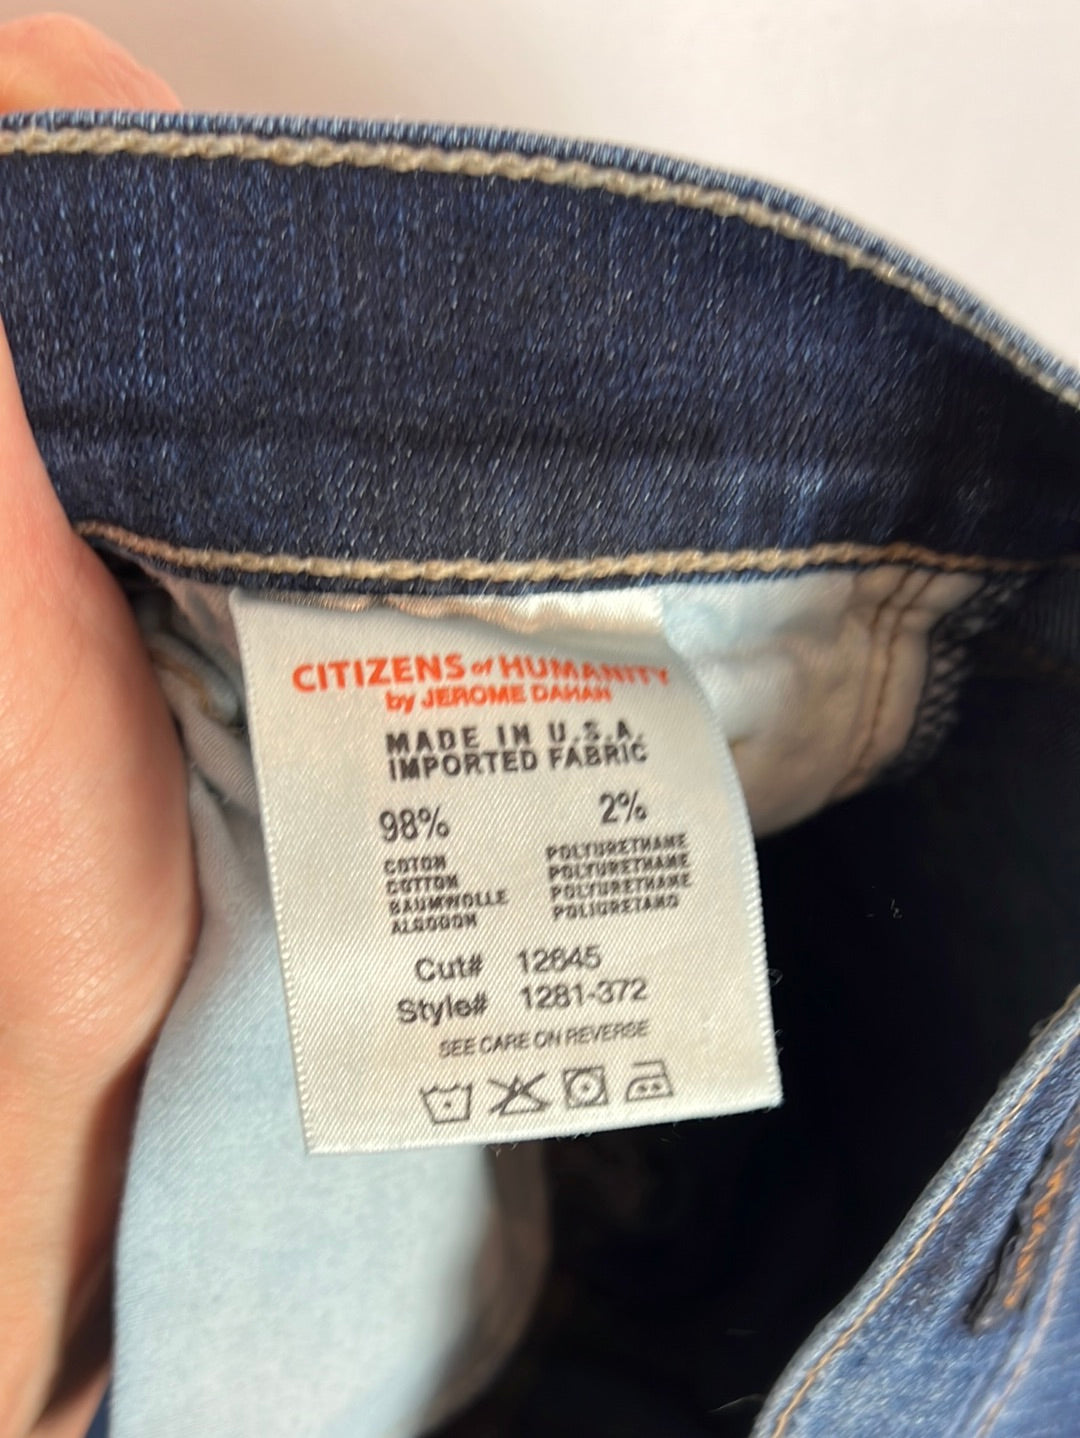 CITIZENS of HUMANITY
by JEROME DAHAN
MADE IN U.S.A.
IMPORTED FABRIC
98% 2%
COTON POLYURETHANE
COTTON POLYURETHANE
BAUMWOLLE POLYURETHANE
ALGODON POLIURETANO
Cut# 12645
Style# 1281-372
SEE CARE ON REVERSE